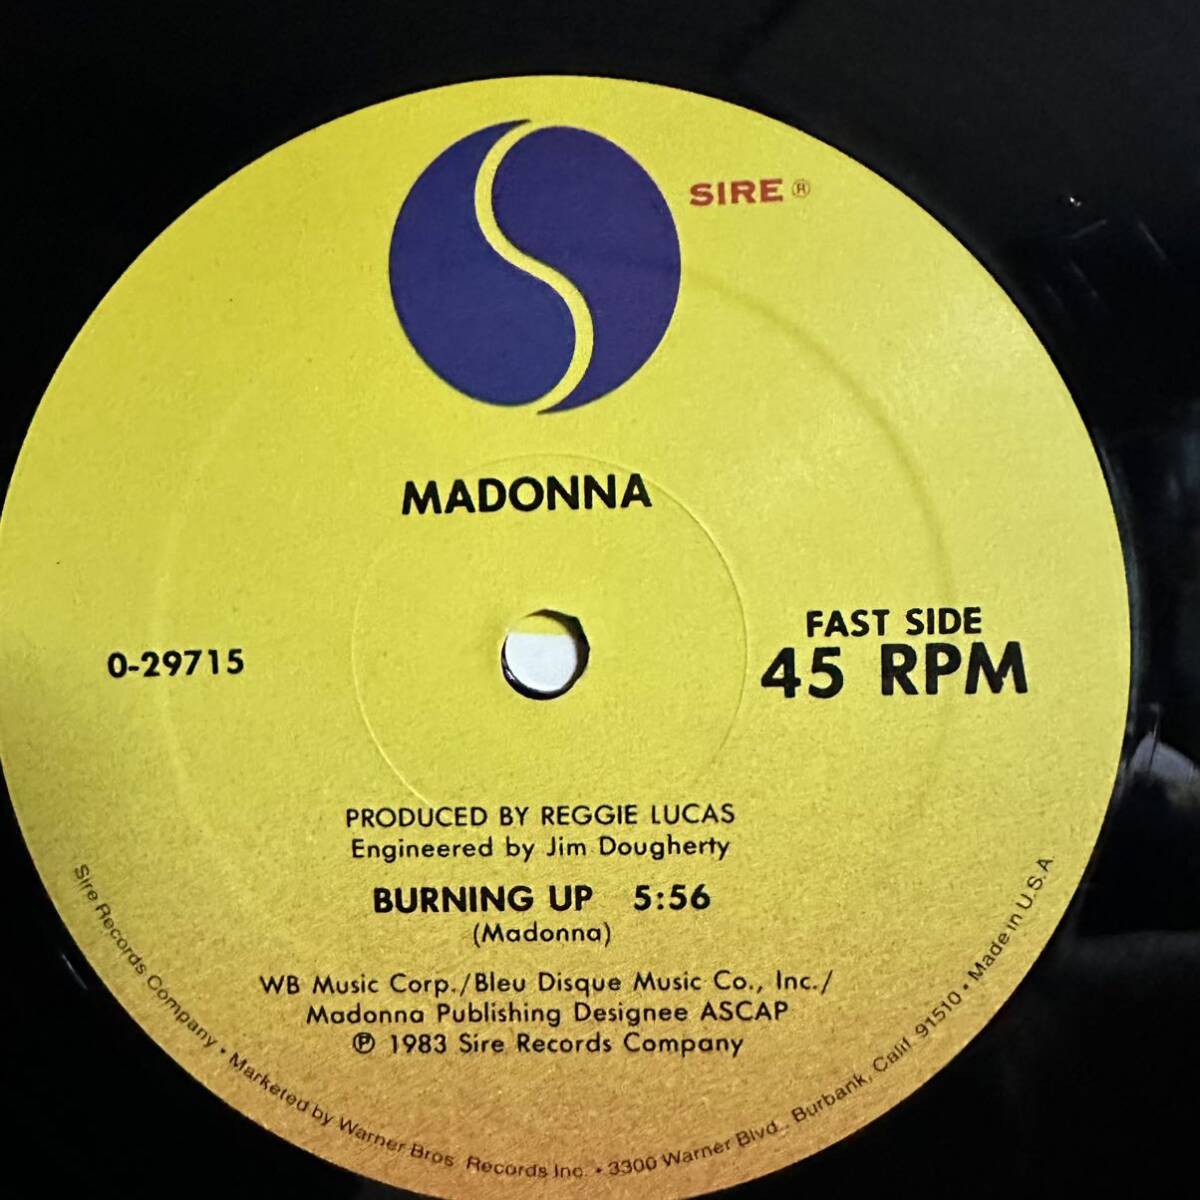 SIRE ®
MADONNA
FAST SIDE
0-29715
45 RPM
PRODUCED BY REGGIE LUCAS
Engineered by Jim Dougherty
BURNING UP 5:56
(Madonna)
WB Music Corp./Bleu Disque Music Co., Inc./
Madonna Publishing Designee ASCAP
℗ 1983 Sire Records Company
Sire Records Company • Marketed by Warner Bros. Records Inc. • 3300 Warner Blvd., Burbank, Calif. 91510 • Made in U.S.A.